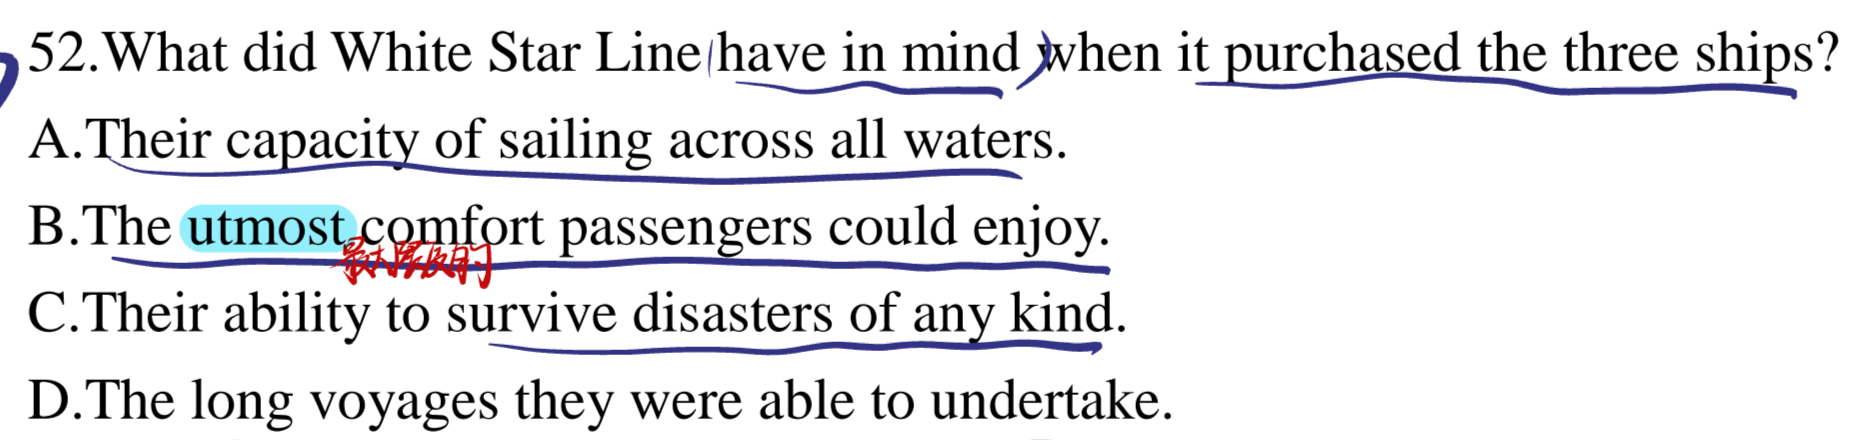 52.What did White Star Line have in mind when it purchased the three ships?
A.Their capacity of sailing across all waters.
B.The utmost comfort passengers could enjoy.
最大限度的
C.Their ability to survive disasters of any kind.
D.The long voyages they were able to undertake.